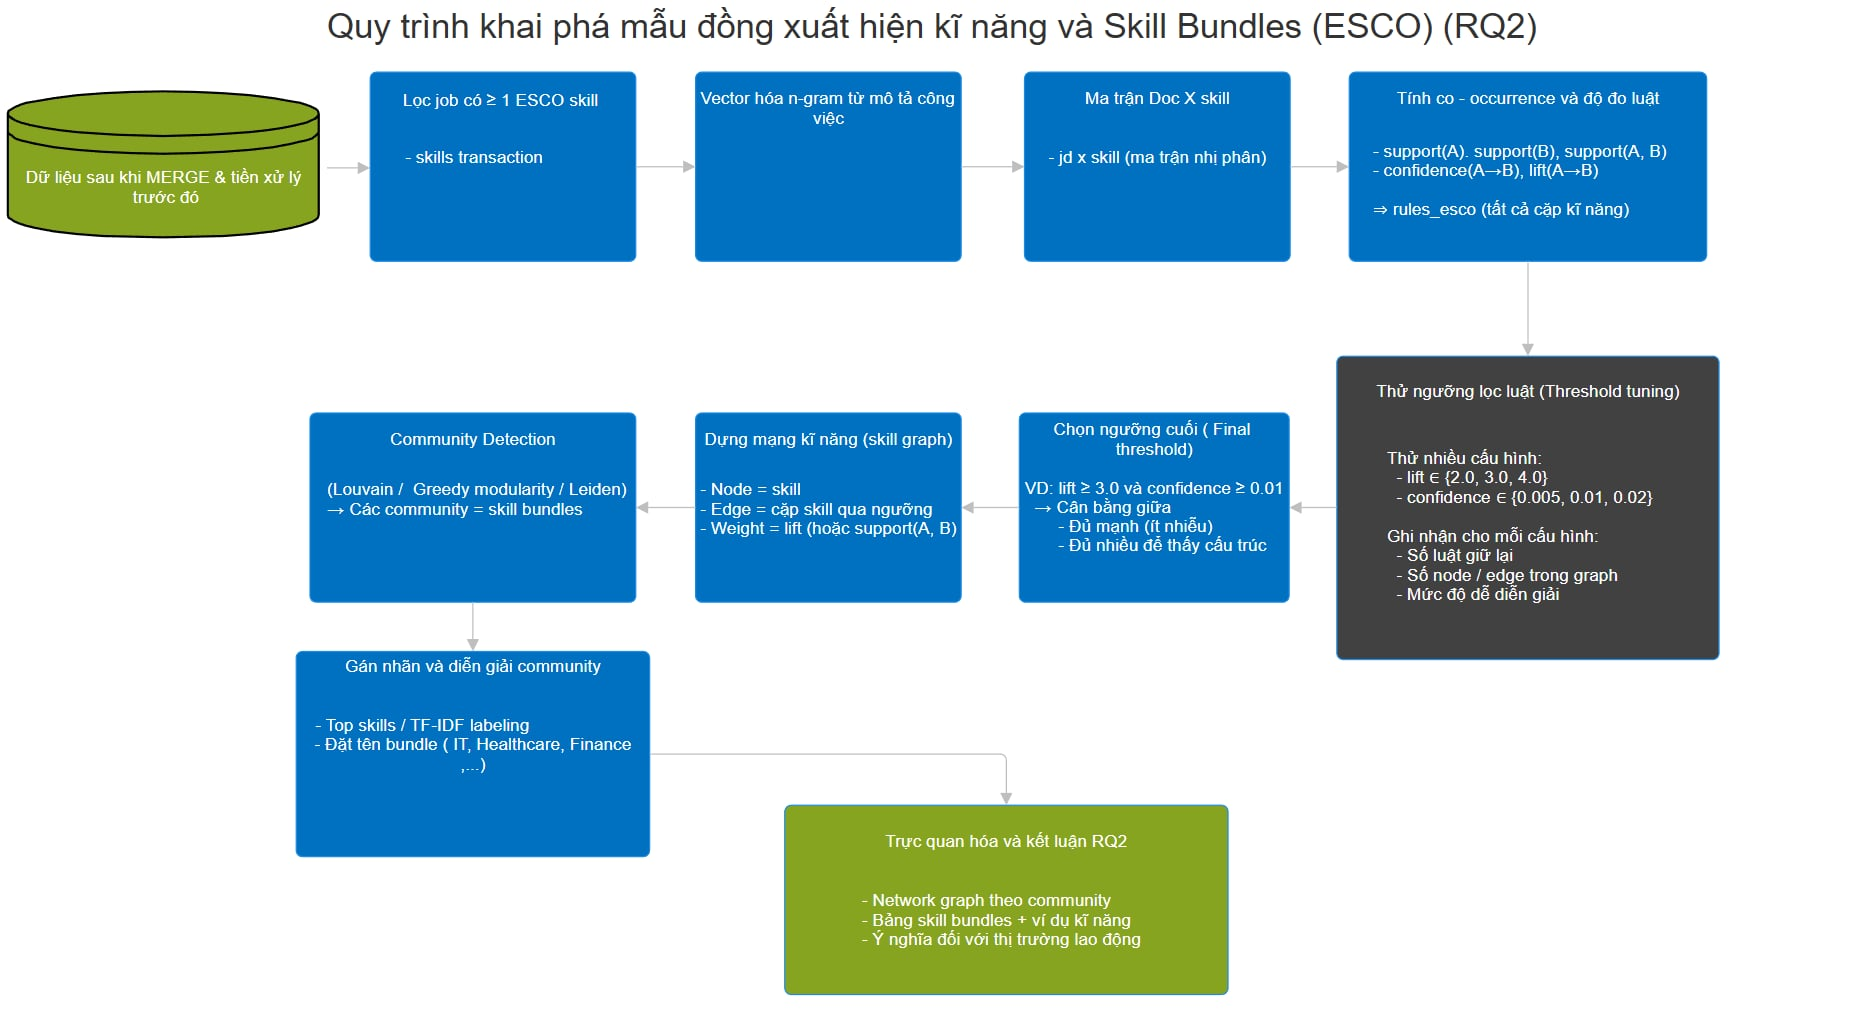 Quy trình khai phá mẫu đồng xuất hiện kĩ năng và Skill Bundles (ESCO) (RQ2)
Dữ liệu sau khi MERGE & tiền xử lý
trước đó
Lọc job có ≥ 1 ESCO skill
- skills transaction
Vector hóa n-gram từ mô tả công
việc
Ma trận Doc X skill
- jd x skill (ma trận nhị phân)
Tính co - occurrence và độ đo luật
- support(A). support(B), support(A, B)
- confidence(A→B), lift(A→B)
⇒ rules_esco (tất cả cặp kĩ năng)
Thử ngưỡng lọc luật (Threshold tuning)
Thử nhiều cấu hình:
- lift ∈ {2.0, 3.0, 4.0}
- confidence ∈ {0.005, 0.01, 0.02}
Ghi nhận cho mỗi cấu hình:
- Số luật giữ lại
- Số node / edge trong graph
- Mức độ dễ diễn giải
Chọn ngưỡng cuối ( Final
threshold)
VD: lift ≥ 3.0 và confidence ≥ 0.01
→ Cân bằng giữa
- Đủ mạnh (ít nhiễu)
- Đủ nhiều để thấy cấu trúc
Dựng mạng kĩ năng (skill graph)
- Node = skill
- Edge = cặp skill qua ngưỡng
- Weight = lift (hoặc support(A, B)
Community Detection
(Louvain /  Greedy modularity / Leiden)
→ Các community = skill bundles
Gán nhãn và diễn giải community
- Top skills / TF-IDF labeling
- Đặt tên bundle ( IT, Healthcare, Finance
,...)
Trực quan hóa và kết luận RQ2
- Network graph theo community
- Bảng skill bundles + ví dụ kĩ năng
- Ý nghĩa đối với thị trường lao động